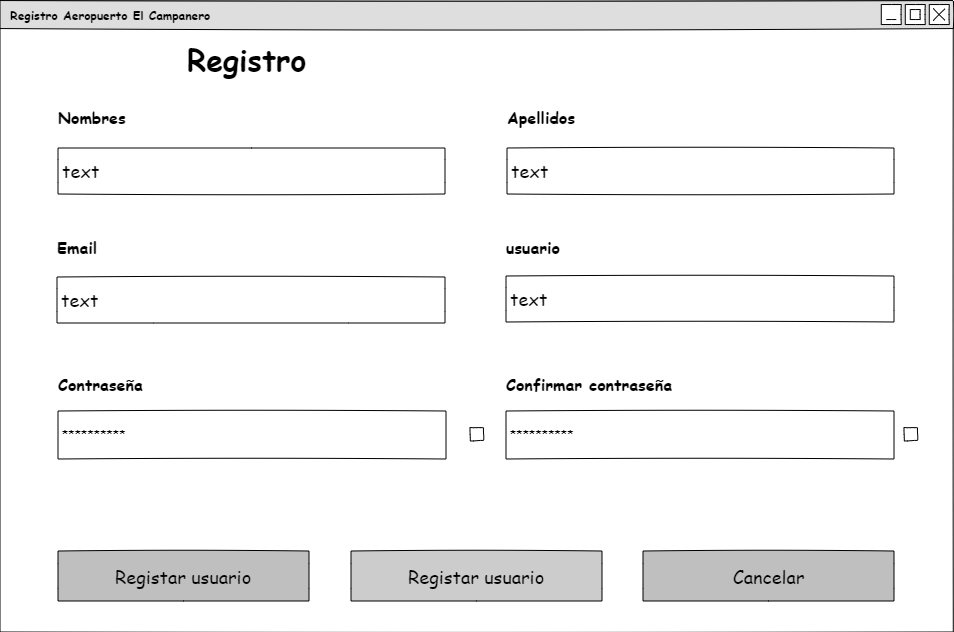 Registro Aeropuerto El Campanero
Registro
Nombres
Apellidos
text
text
Email
usuario
text
text
Contraseña
Confirmar contraseña
**********
**********
Registar usuario
Registar usuario
Cancelar